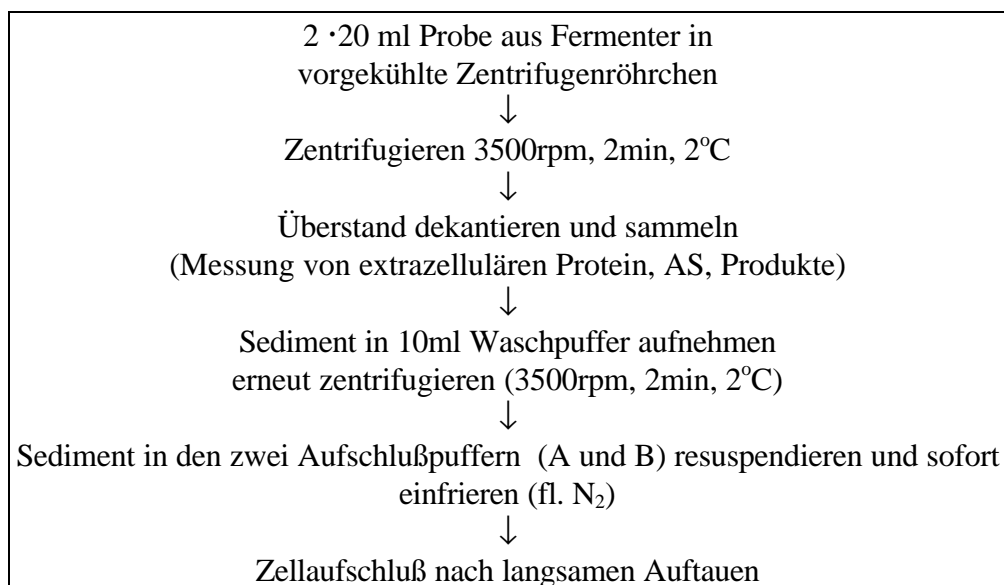 2 ·20 ml Probe aus Fermenter in
vorgekühlte Zentrifugenröhrchen
↓
Zentrifugieren 3500rpm, 2min, 2°C
↓
Überstand dekantieren und sammeln
(Messung von extrazellulären Protein, AS, Produkte)
↓
Sediment in 10ml Waschpuffer aufnehmen
erneut zentrifugieren (3500rpm, 2min, 2°C)
↓
Sediment in den zwei Aufschlußpuffern (A und B) resuspendieren und sofort
einfrieren (fl. N₂)
↓
Zellaufschluß nach langsamen Auftauen